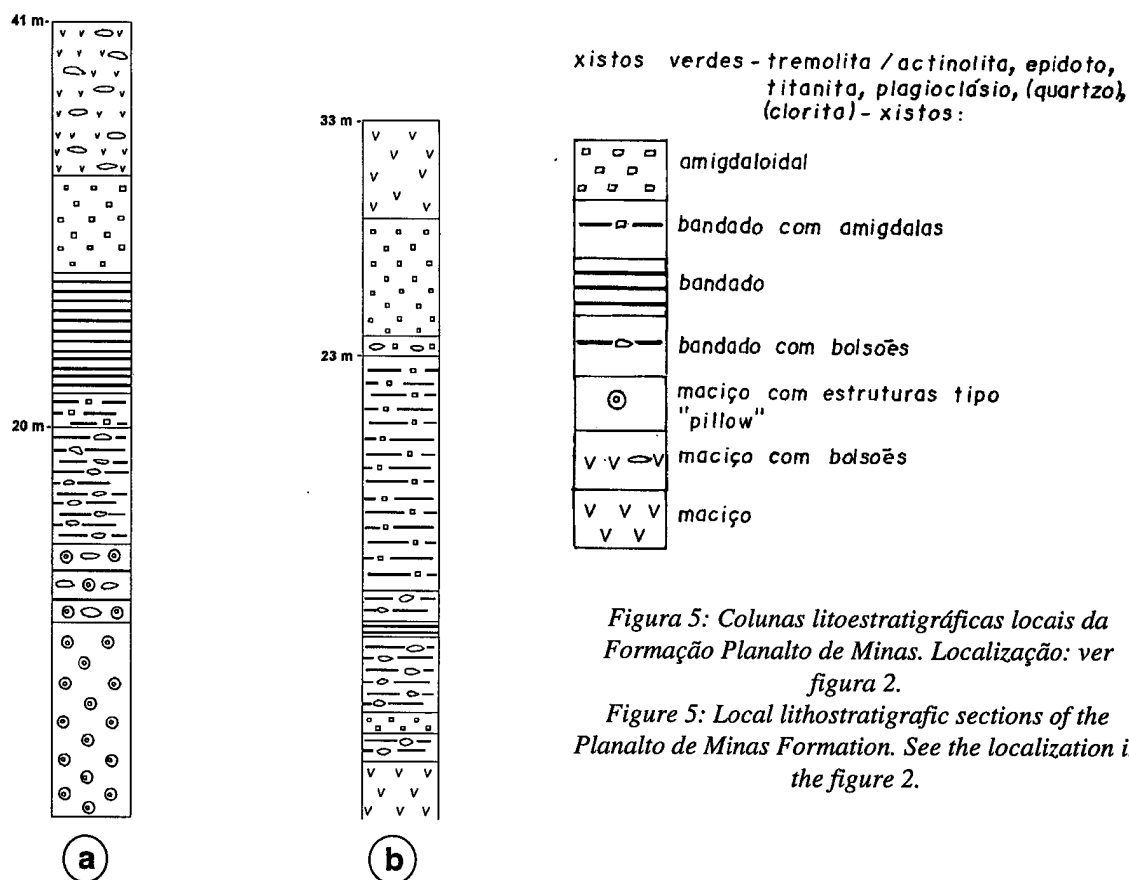 41 m-
20 m-
a
33 m
23 m
b
xistos verdes - tremolita / actinolita, epidoto,
titanita, plagioclásio, (quartzo),
(clorita) - xistos:
amigdaloidal
bandado com amigdalas
bandado
bandado com bolsões
maciço com estruturas tipo
"pillow"
maciço com bolsões
maciço
Figura 5: Colunas litoestratigráficas locais da
Formação Planalto de Minas. Localização: ver
figura 2.
Figure 5: Local lithostratigrafic sections of the
Planalto de Minas Formation. See the localization i
the figure 2.